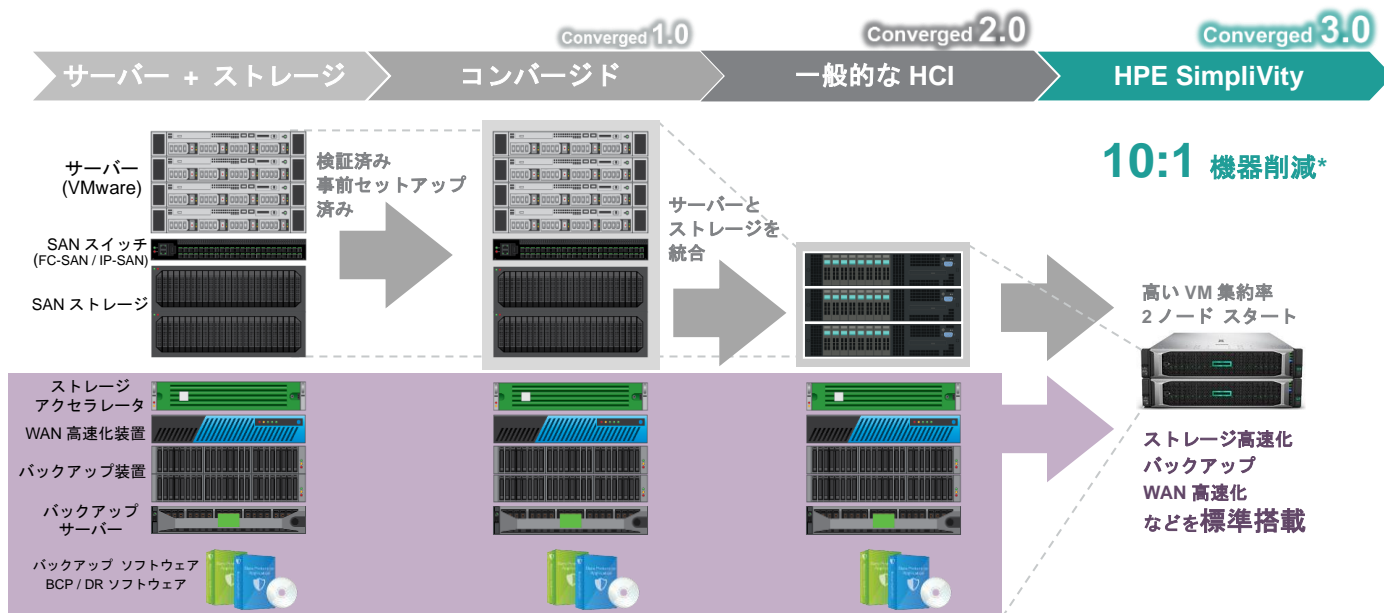 Converged 1.0
Converged 2.0
Converged 3.0
サーバー + ストレージ
コンバージド
一般的な HCI
HPE SimpliVity
サーバー
(VMware)
検証済み
事前セットアップ
済み
10:1 機器削減*
サーバーと
ストレージを
統合
SAN スイッチ
(FC-SAN / IP-SAN)
SAN ストレージ
高い VM 集約率
2 ノード スタート
ストレージ
アクセラレータ
WAN 高速化装置
バックアップ装置
バックアップ
サーバー
バックアップ ソフトウェア
BCP / DR ソフトウェア
ストレージ高速化
バックアップ
WAN 高速化
などを標準搭載